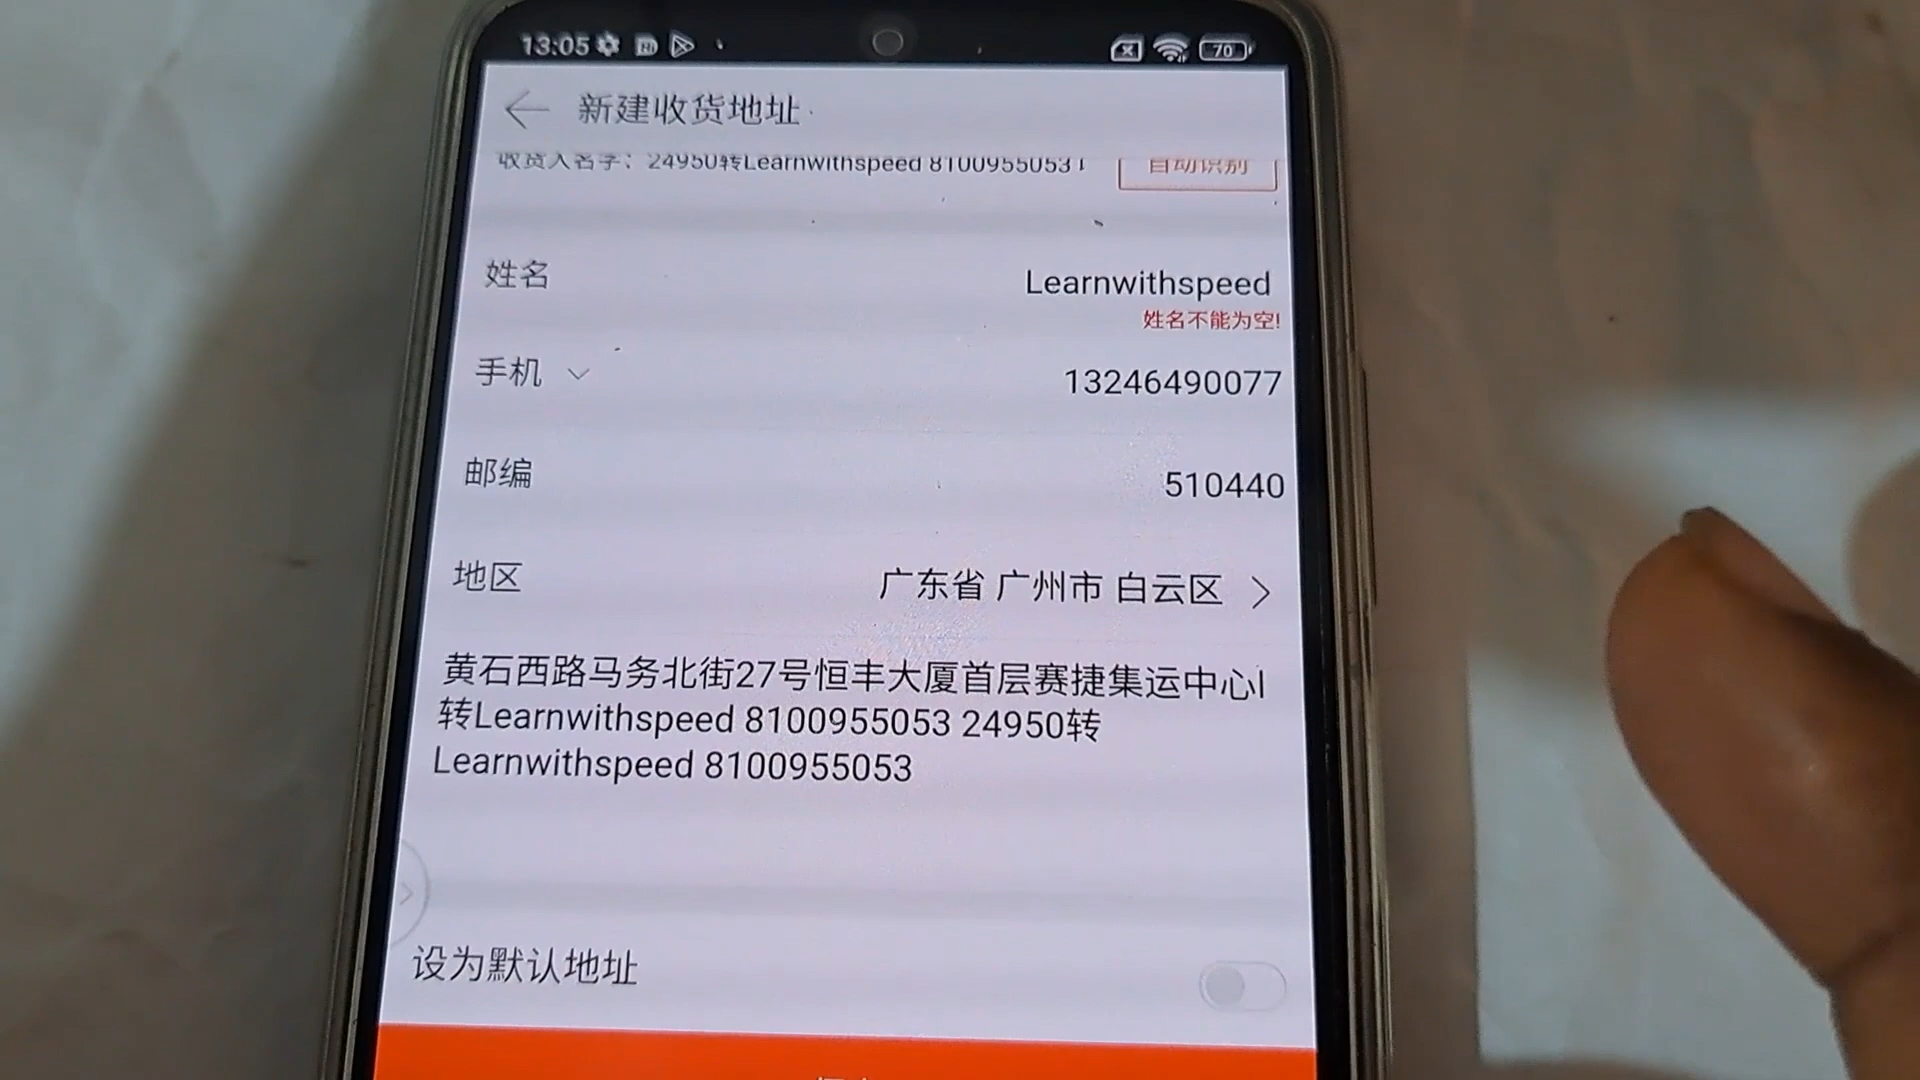 13:05
70
新建收货地址
收货人名字：24950转Learnwithspeed 8100955053
自动识别
姓名
Learnwithspeed
姓名不能为空!
手机
13246490077
邮编
510440
地区
广东省 广州市 白云区
黄石西路马务北街27号恒丰大厦首层赛捷集运中心I
转Learnwithspeed 8100955053 24950转
Learnwithspeed 8100955053
设为默认地址